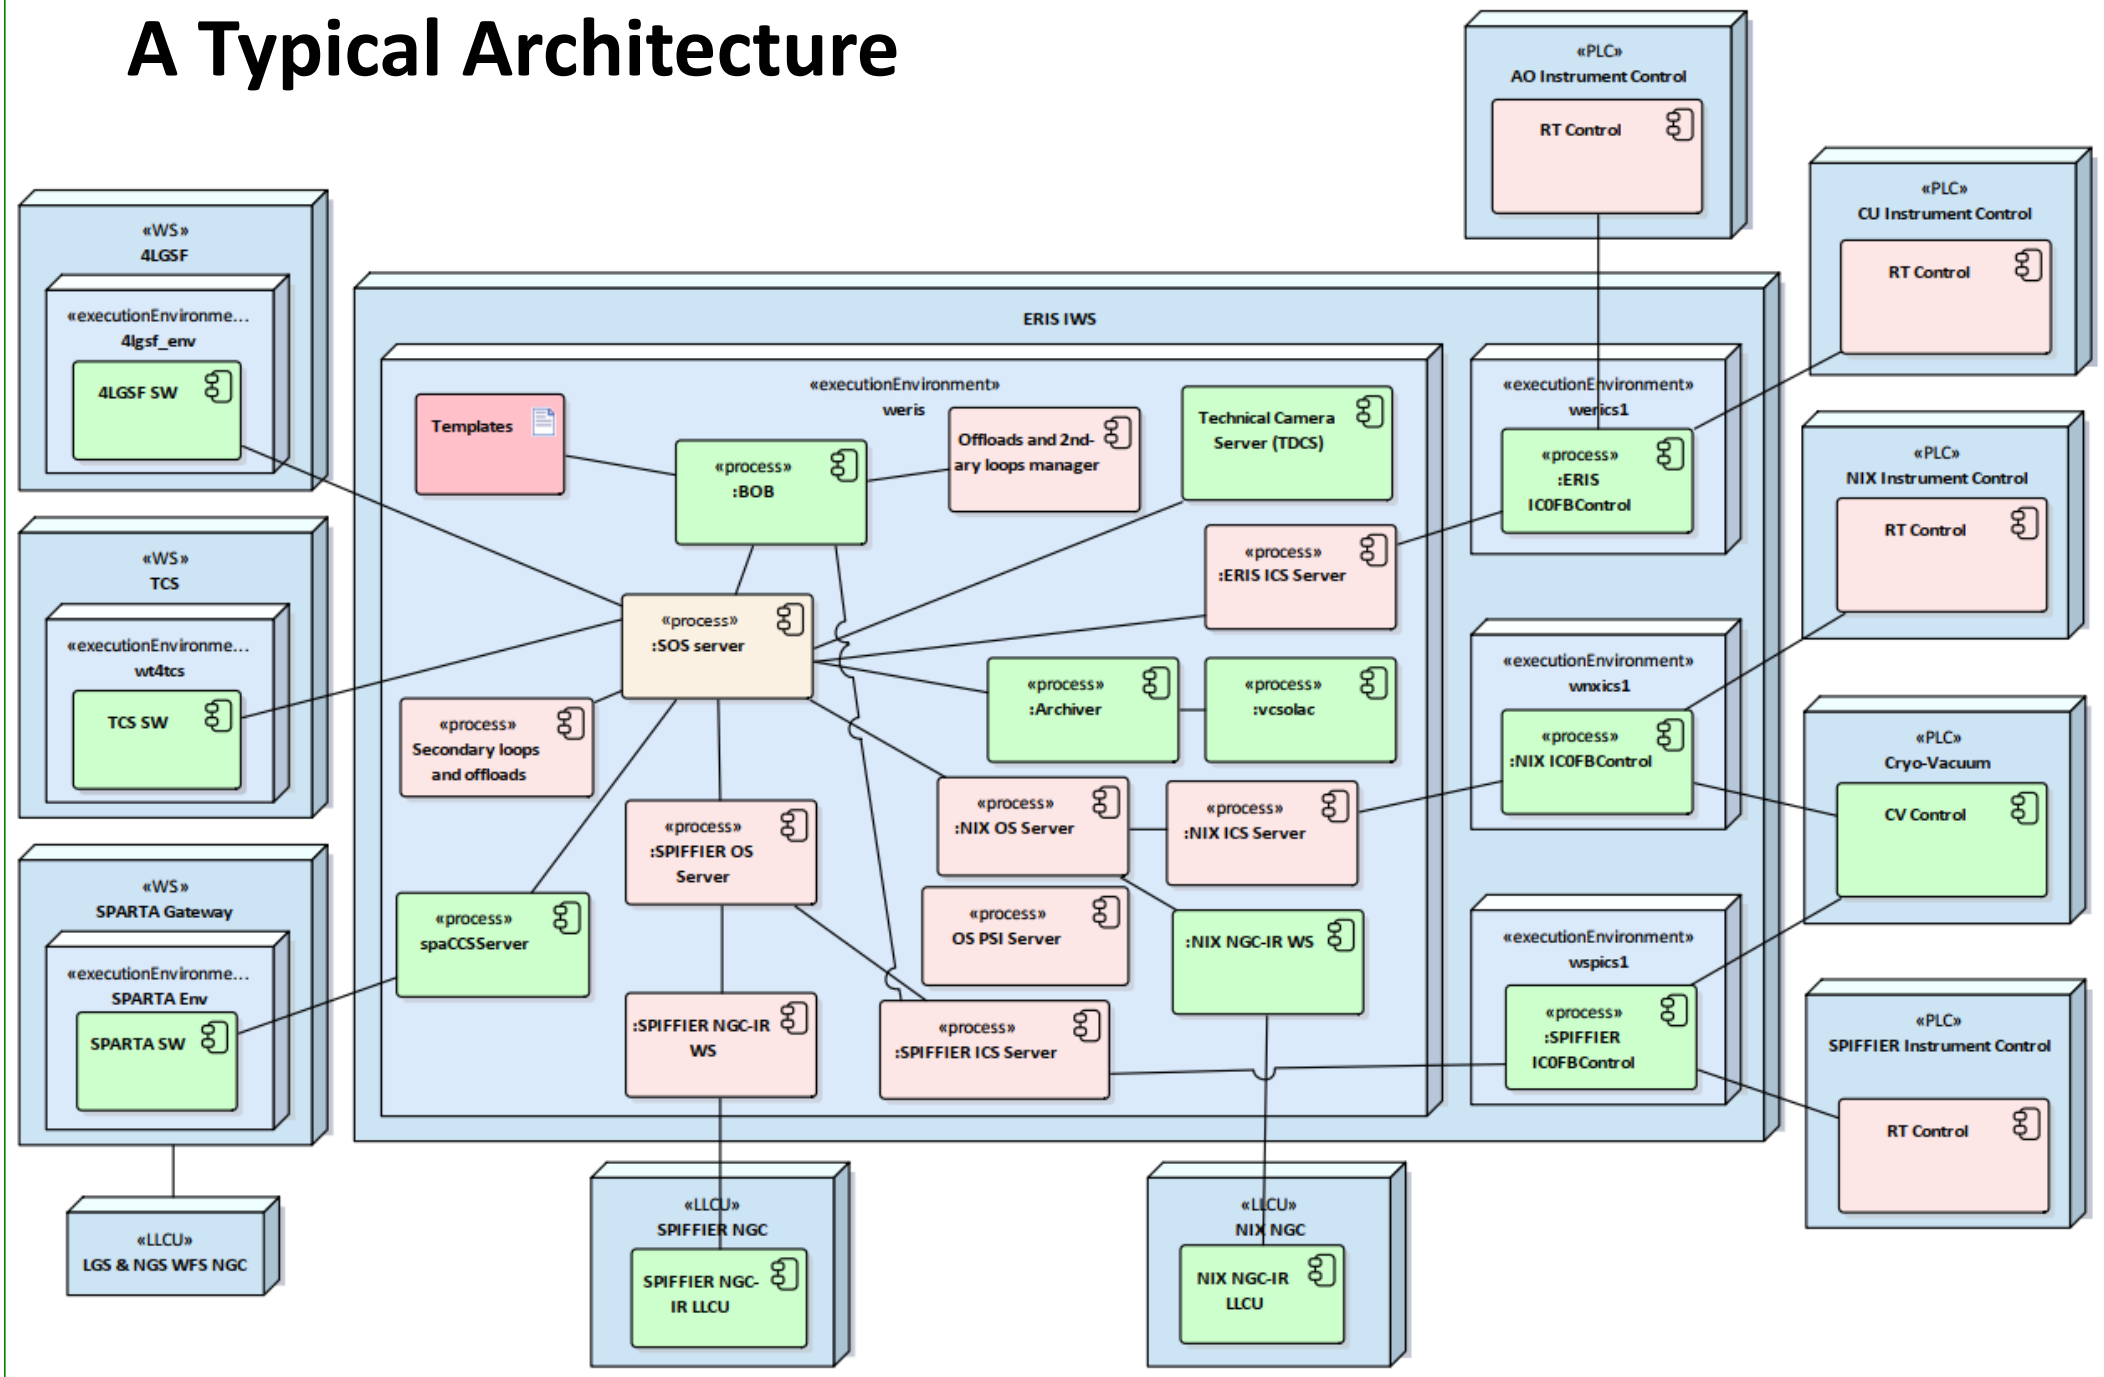 A Typical Architecture
«PLC»
AO Instrument Control
RT Control
«PLC»
CU Instrument Control
RT Control
«WS»
4LGSF
«executionEnvironme...
4lgsf_env
4LGSF SW
ERIS IWS
«executionEnvironment»
weris
Templates
«process»
:BOB
Offloads and 2nd-
ary loops manager
Technical Camera
Server (TDCS)
«executionEnvironment»
werics1
«process»
:ERIS
IC0FBControl
«PLC»
NIX Instrument Control
RT Control
«process»
:ERIS ICS Server
«WS»
TCS
«executionEnvironme...
wt4tcs
TCS SW
«process»
:SOS server
«process»
:Archiver
«process»
:vcsolac
«executionEnvironment»
wnxics1
«process»
:NIX IC0FBControl
«PLC»
Cryo-Vacuum
CV Control
«process»
Secondary loops
and offloads
«process»
:SPIFFIER OS
Server
«process»
:NIX OS Server
«process»
:NIX ICS Server
«WS»
SPARTA Gateway
«executionEnvironme...
SPARTA Env
SPARTA SW
«process»
spaCCSServer
«process»
OS PSI Server
:NIX NGC-IR WS
«executionEnvironment»
wspics1
«process»
:SPIFFIER
IC0FBControl
:SPIFFIER NGC-IR
WS
«process»
:SPIFFIER ICS Server
«PLC»
SPIFFIER Instrument Control
RT Control
«LLCU»
LGS & NGS WFS NGC
«LLCU»
SPIFFIER NGC
SPIFFIER NGC-
IR LLCU
«LLCU»
NIX NGC
NIX NGC-IR
LLCU